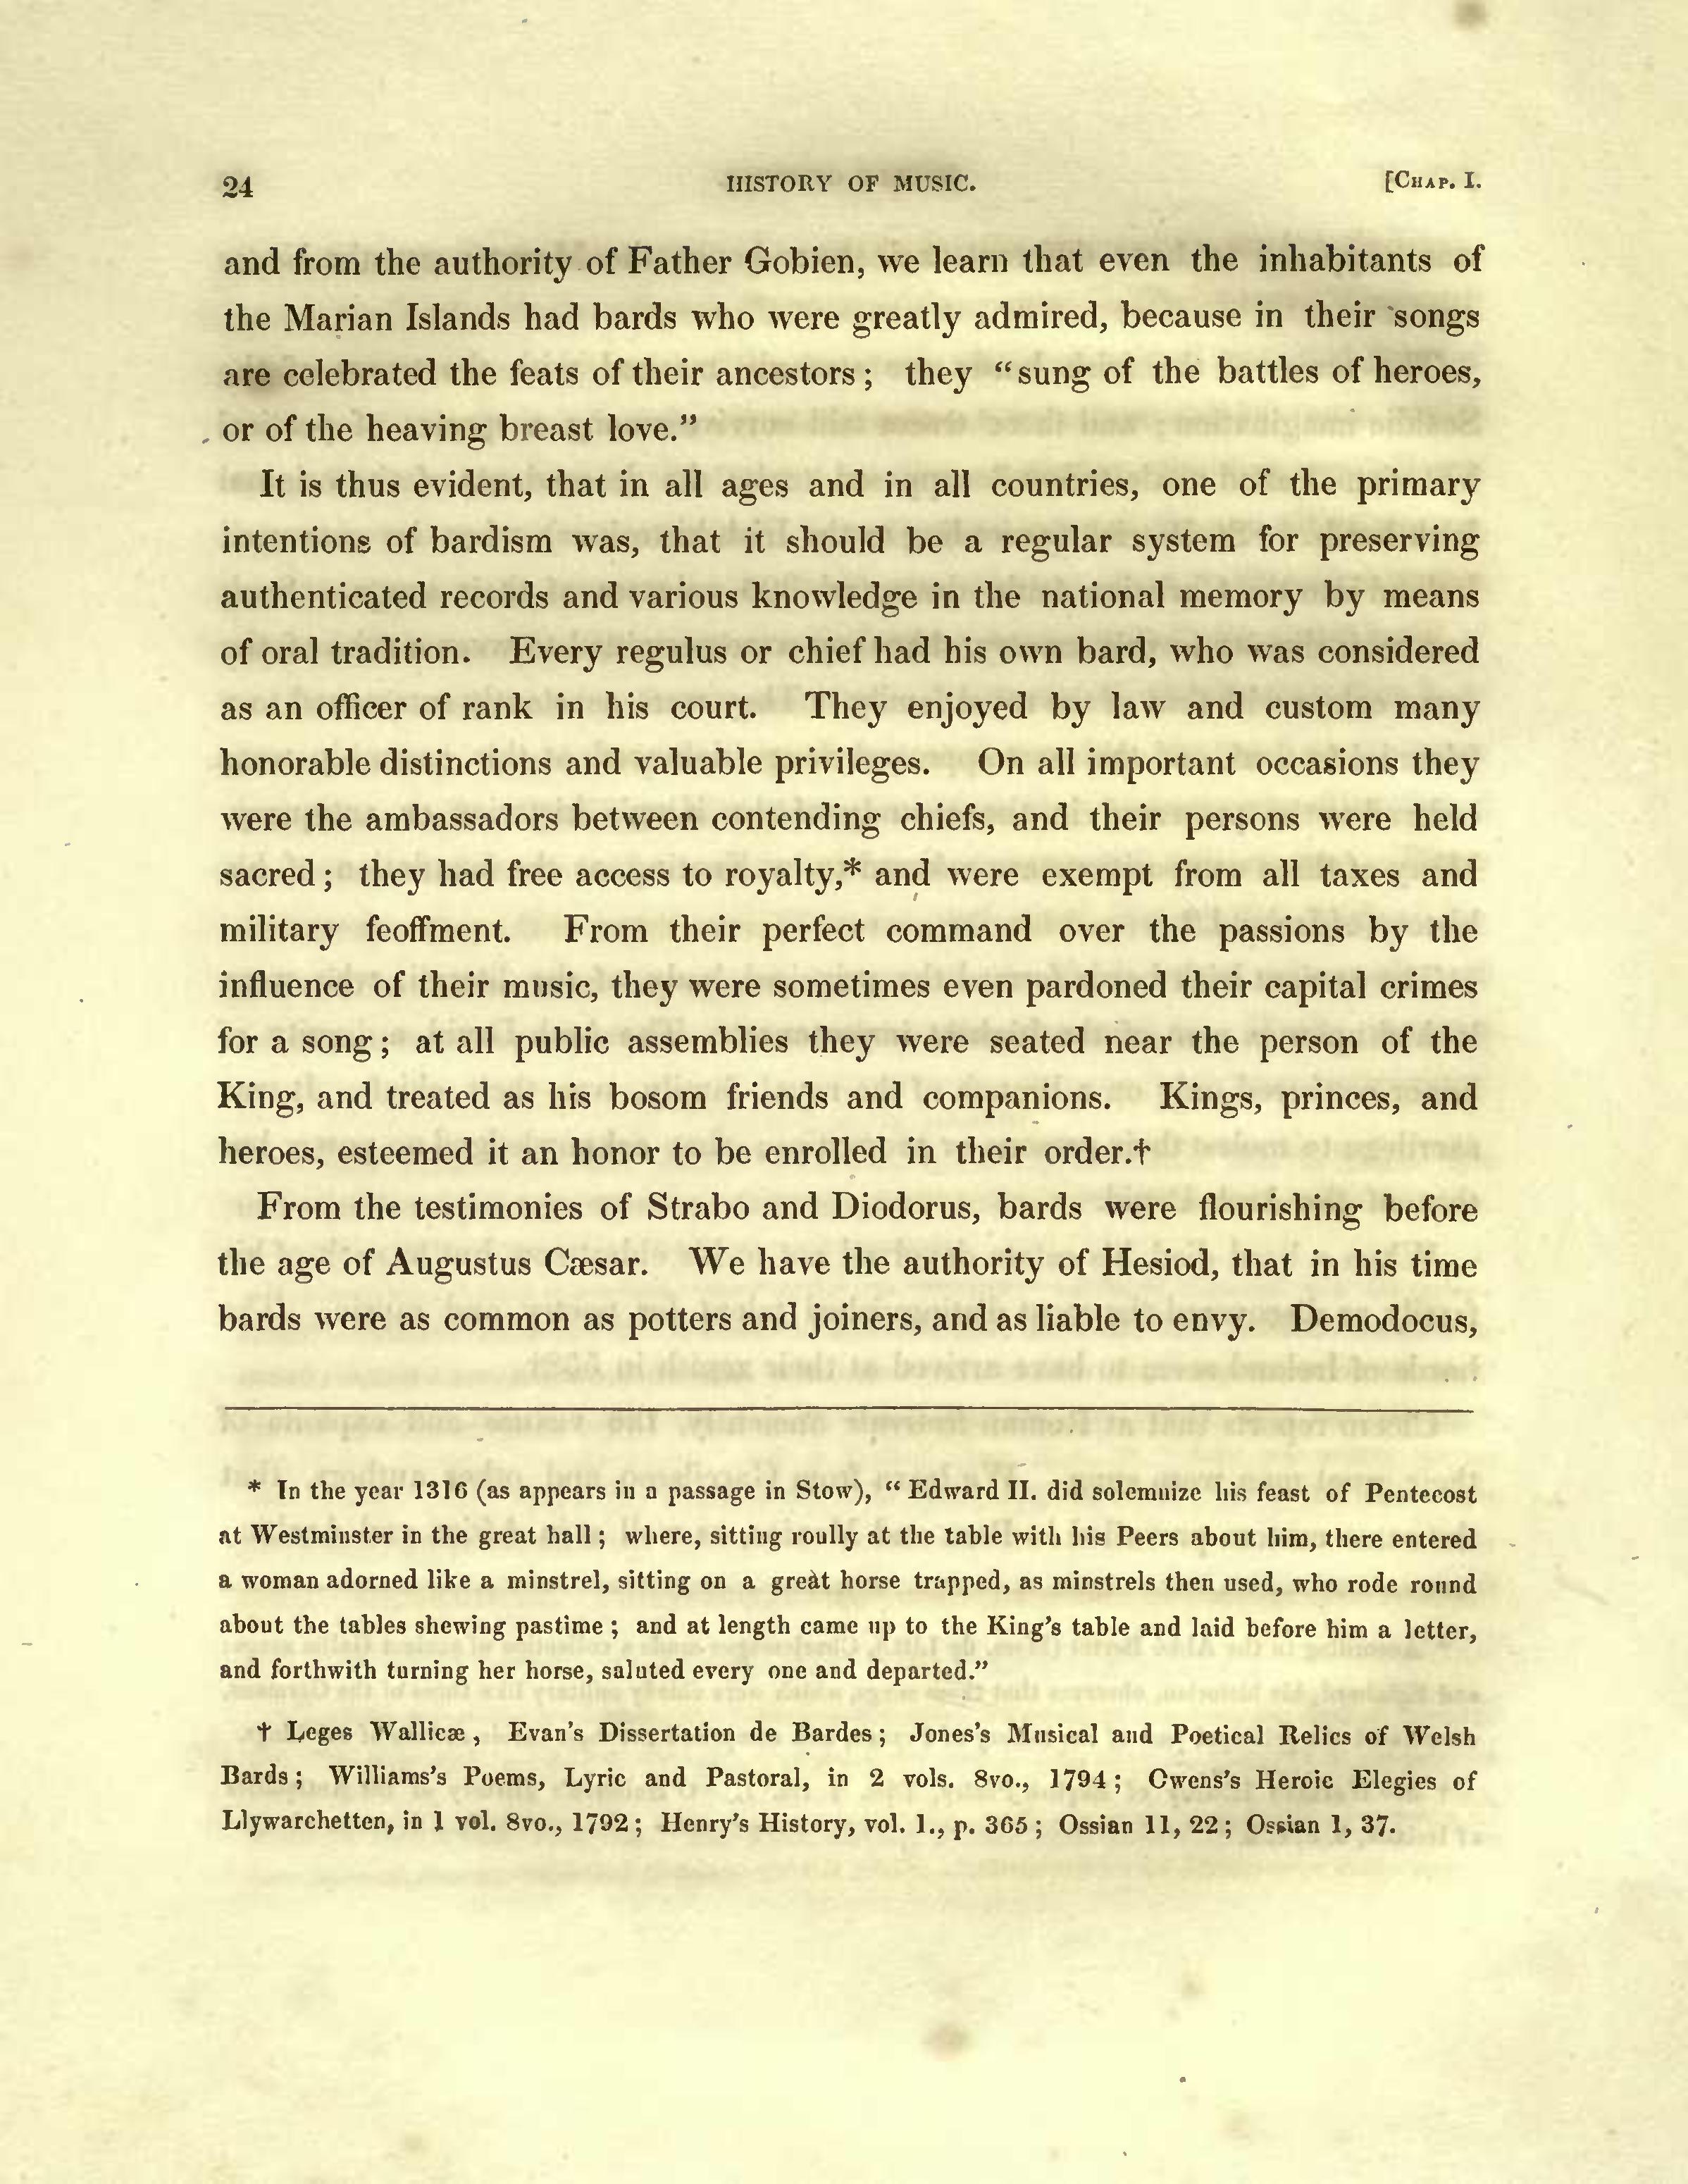 24 HISTORY OF MUSIC. [CHAP. I.
and from the authority of Father Gobien, we learn that even the inhabitants of
the Marian Islands had bards who were greatly admired, because in their songs
are celebrated the feats of their ancestors; they “sung of the battles of heroes,
or of the heaving breast love.”
It is thus evident, that in all ages and in all countries, one of the primary
intentions of bardism was, that it should be a regular system for preserving
authenticated records and various knowledge in the national memory by means
of oral tradition. Every regulus or chief had his own bard, who was considered
as an officer of rank in his court. They enjoyed by law and custom many
honorable distinctions and valuable privileges. On all important occasions they
were the ambassadors between contending chiefs, and their persons were held
sacred; they had free access to royalty,* and were exempt from all taxes and
military feoffment. From their perfect command over the passions by the
influence of their music, they were sometimes even pardoned their capital crimes
for a song; at all public assemblies they were seated near the person of the
King, and treated as his bosom friends and companions. Kings, princes, and
heroes, esteemed it an honor to be enrolled in their order.†
From the testimonies of Strabo and Diodorus, bards were flourishing before
the age of Augustus Cæsar. We have the authority of Hesiod, that in his time
bards were as common as potters and joiners, and as liable to envy. Demodocus,
* In the year 1316 (as appears in a passage in Stow), “Edward II. did solemnize his feast of Pentecost
at Westminster in the great hall; where, sitting roully at the table with his Peers about him, there entered
a woman adorned like a minstrel, sitting on a great horse trapped, as minstrels then used, who rode round
about the tables shewing pastime; and at length came up to the King's table and laid before him a letter,
and forthwith turning her horse, saluted every one and departed.”
† Leges Wallicæ, Evan's Dissertation de Bardes; Jones's Musical and Poetical Relics of Welsh
Bards; Williams's Poems, Lyric and Pastoral, in 2 vols. 8vo., 1794; Owens's Heroic Elegies of
Llywarchetten, in 1 vol. 8vo., 1792; Henry's History, vol. 1., p. 365; Ossian 11, 22; Ossian 1, 37.